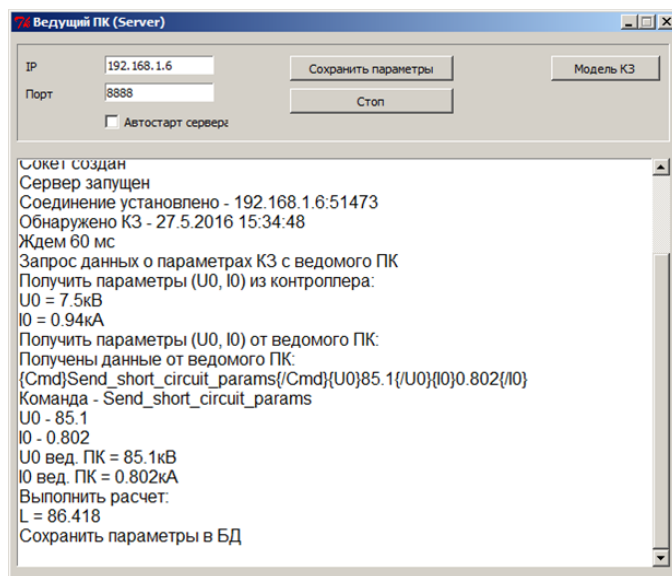 Ведущий ПК (Server)
IP 192.168.1.6 Сохранить параметры Модель КЗ
Порт 8888 Стоп
Автостарт сервера
Сокет создан
Сервер запущен
Соединение установлено - 192.168.1.6:51473
Обнаружено КЗ - 27.5.2016 15:34:48
Ждем 60 мс
Запрос данных о параметрах КЗ с ведомого ПК
Получить параметры (U0, I0) из контроллера:
U0 = 7.5кВ
I0 = 0.94кА
Получить параметры (U0, I0) от ведомого ПК:
Получены данные от ведомого ПК:
{Cmd}Send_short_circuit_params{/Cmd}{U0}85.1{/U0}{I0}0.802{/I0}
Команда - Send_short_circuit_params
U0 - 85.1
I0 - 0.802
U0 вед. ПК = 85.1кВ
I0 вед. ПК = 0.802кА
Выполнить расчет:
L = 86.418
Сохранить параметры в БД